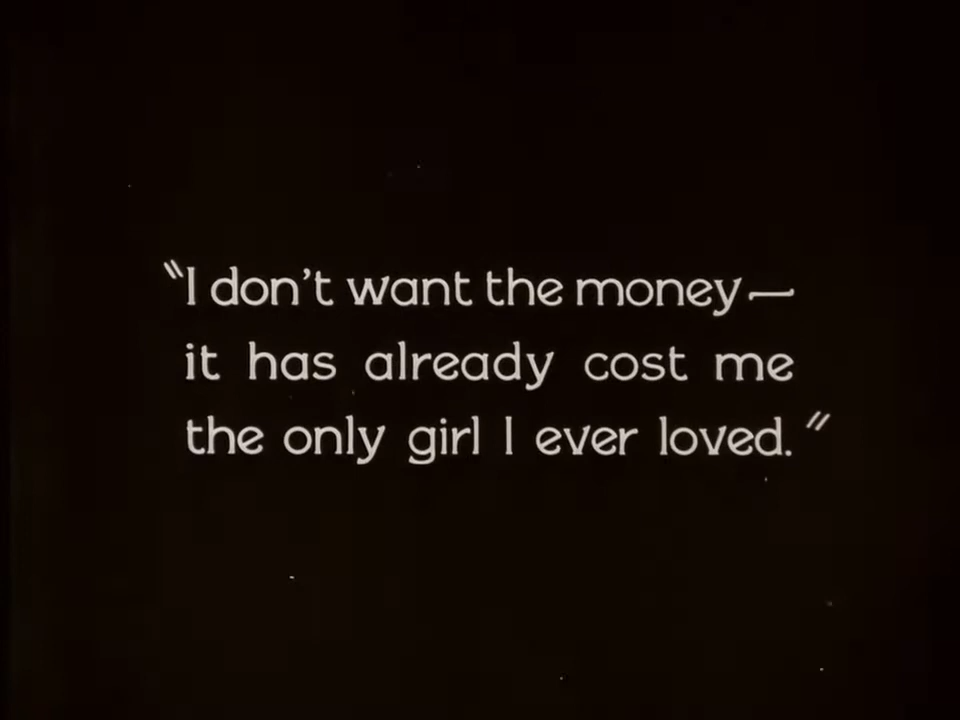 "I don't want the money—
it has already cost me
the only girl I ever loved."